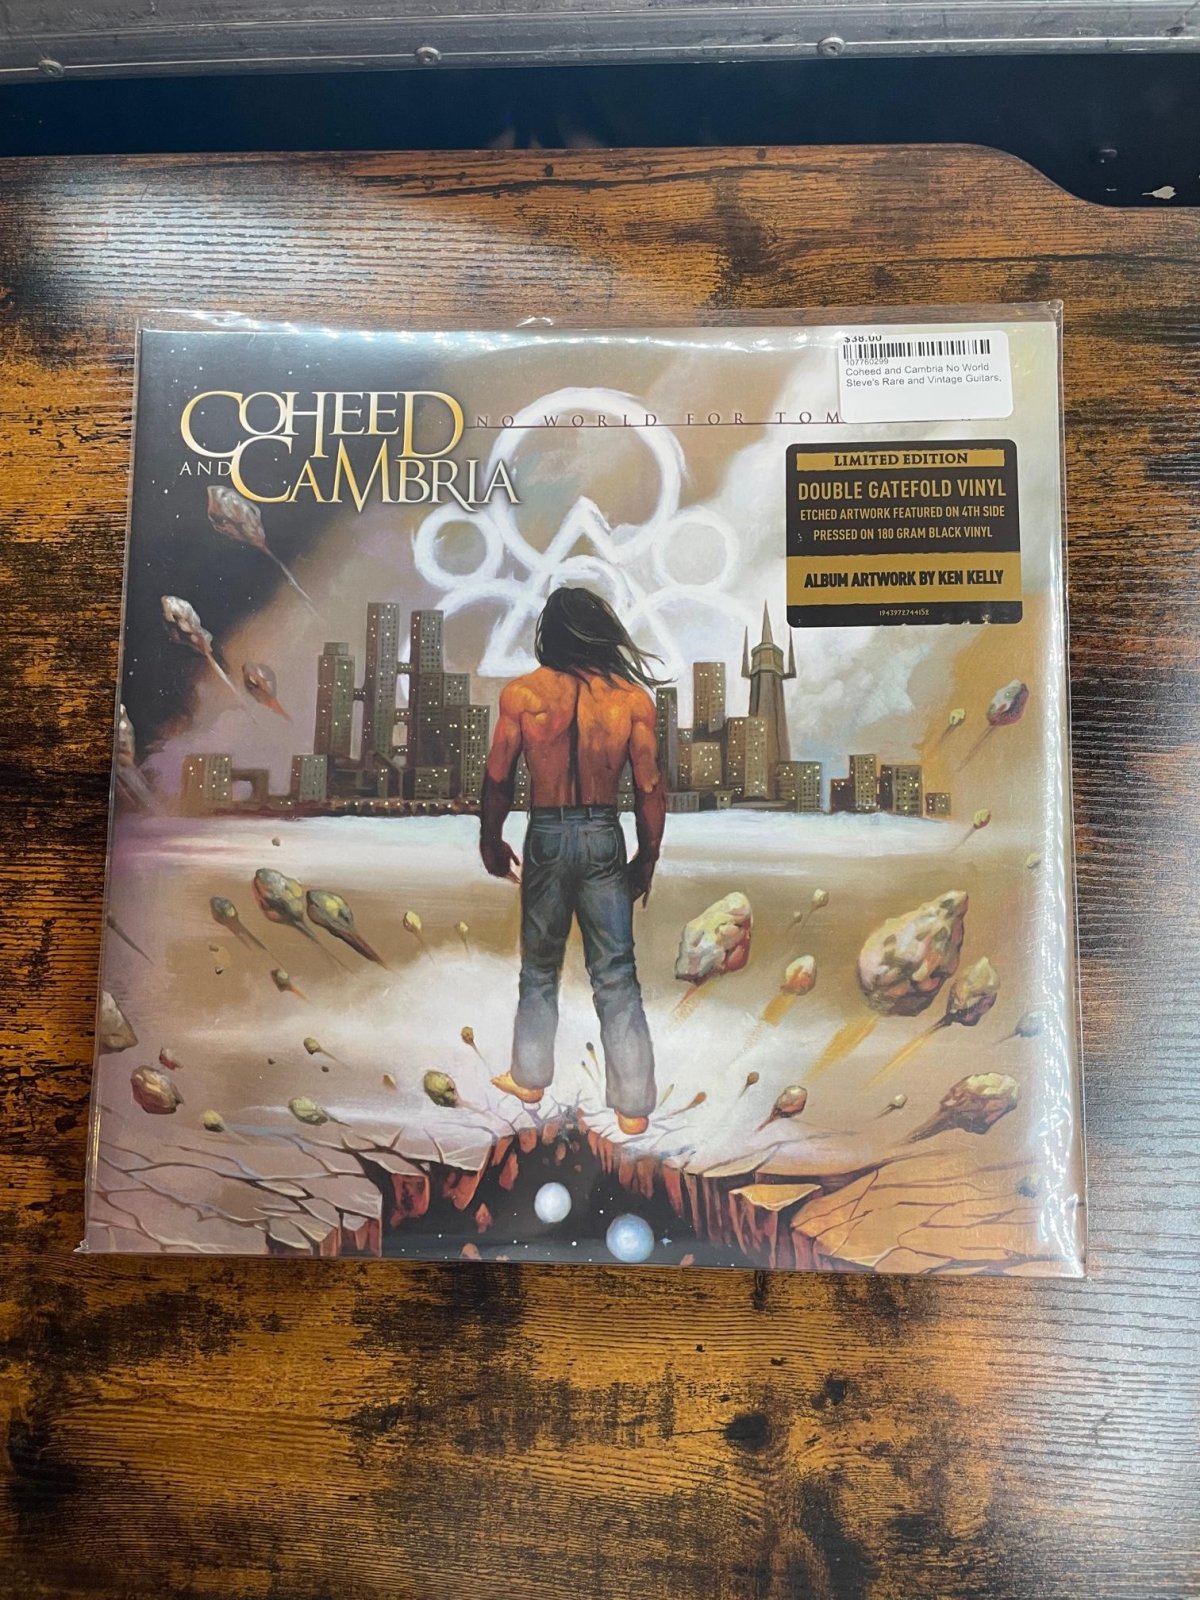 $38.00
107760299
Coheed and Cambria No World
Steve's Rare and Vintage Guitars,
COHEED
AND CAMBRIA
NO WORLD FOR TOM
LIMITED EDITION
DOUBLE GATEFOLD VINYL
ETCHED ARTWORK FEATURED ON 4TH SIDE
PRESSED ON 180 GRAM BLACK VINYL
ALBUM ARTWORK BY KEN KELLY
1943972744152